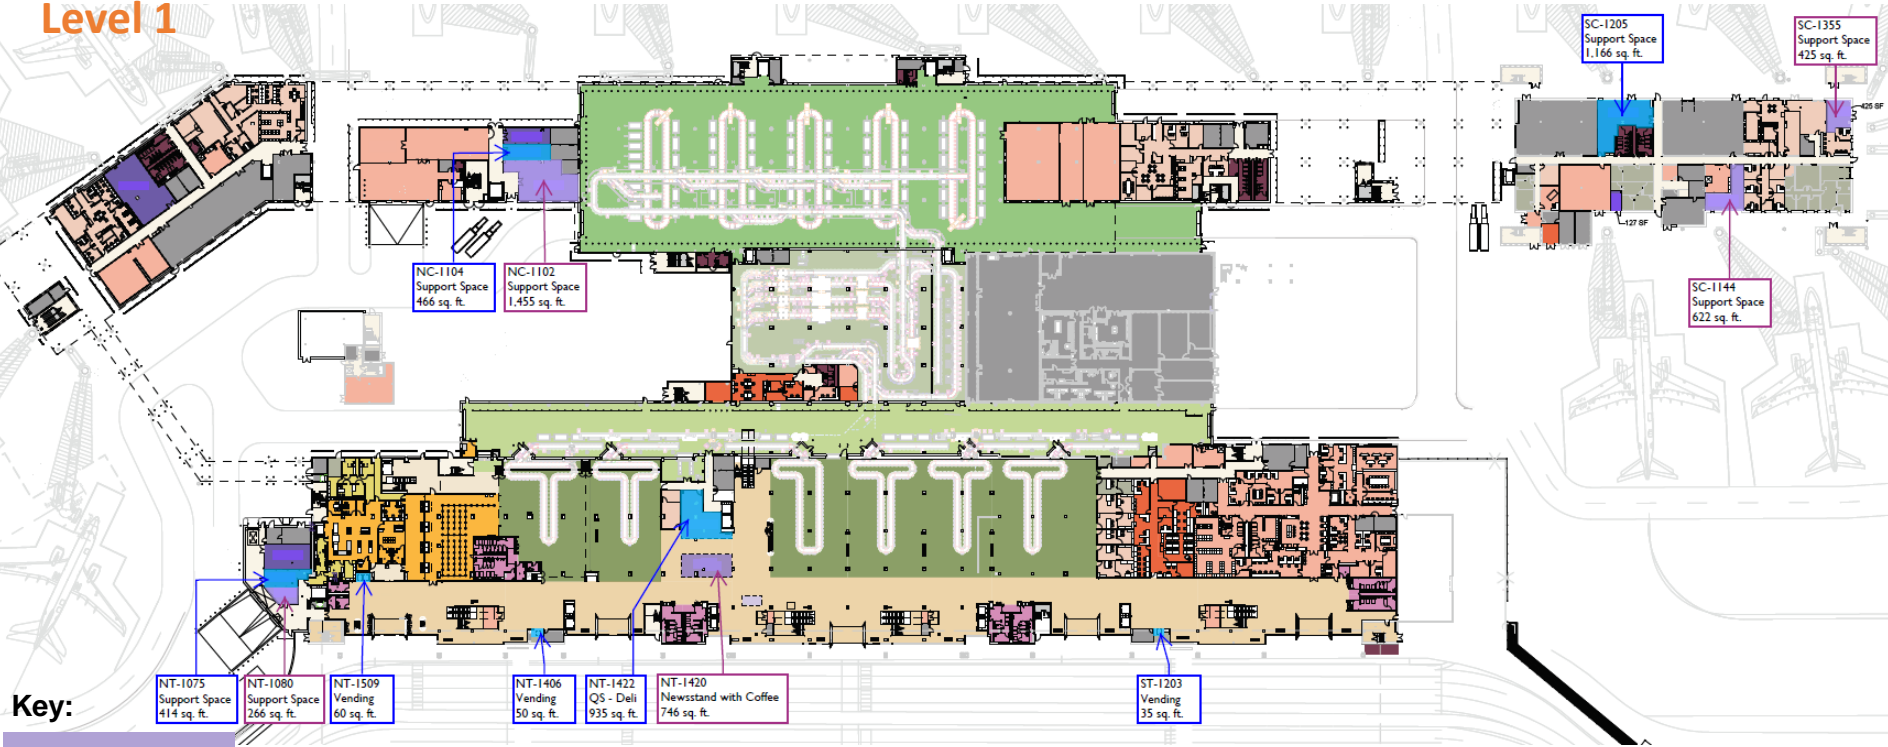 Level 1
SC-1205
Support Space
1,166 sq. ft.
SC-1355
Support Space
425 sq. ft.
425 SF
127 SF
NC-1104
Support Space
466 sq. ft.
NC-1102
Support Space
1,455 sq. ft.
SC-1144
Support Space
622 sq. ft.
NT-1075
Support Space
414 sq. ft.
NT-1080
Support Space
266 sq. ft.
NT-1509
Vending
60 sq. ft.
NT-1406
Vending
50 sq. ft.
NT-1422
QS - Deli
935 sq. ft.
NT-1420
Newsstand with Coffee
746 sq. ft.
ST-1203
Vending
35 sq. ft.
Key: